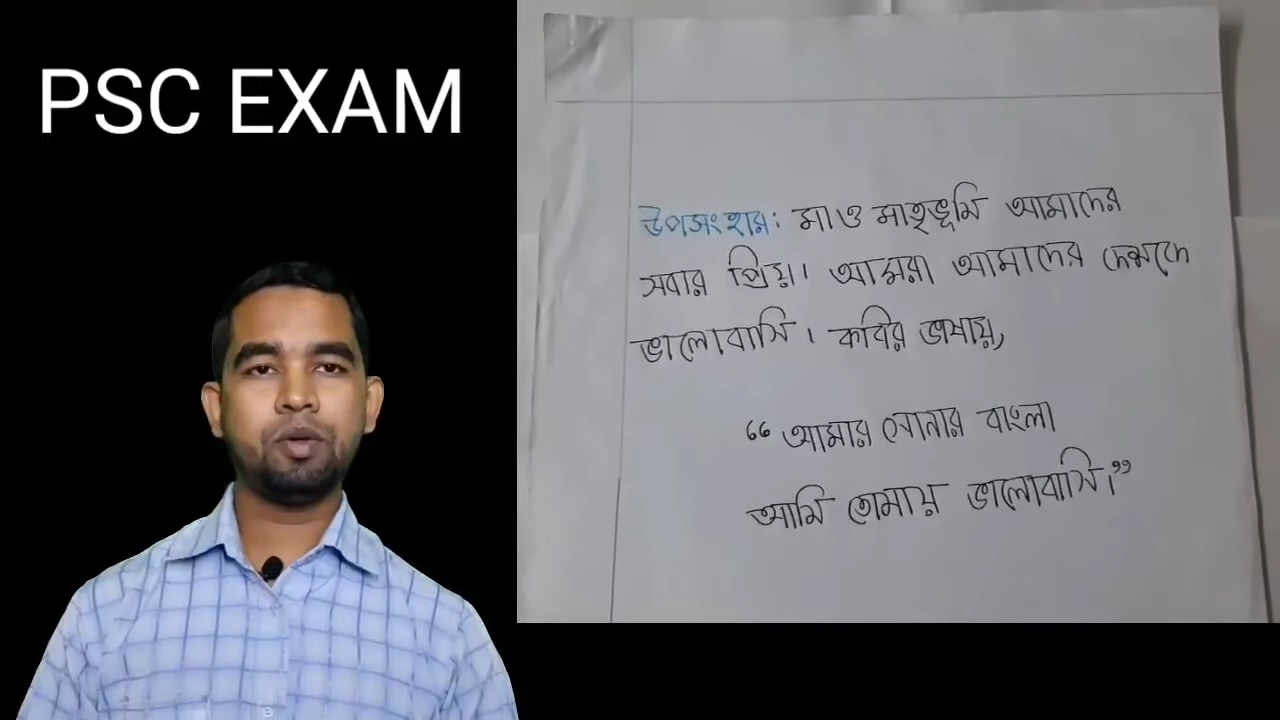 PSC EXAM
উপসংহার: মা ও মাতৃভূমি আমাদের
সবার প্রিয়। আমরা আমাদের দেশকে
ভালোবাসি। কবির ভাষায়,
“আমার সোনার বাংলা
আমি তোমায় ভালোবাসি।”